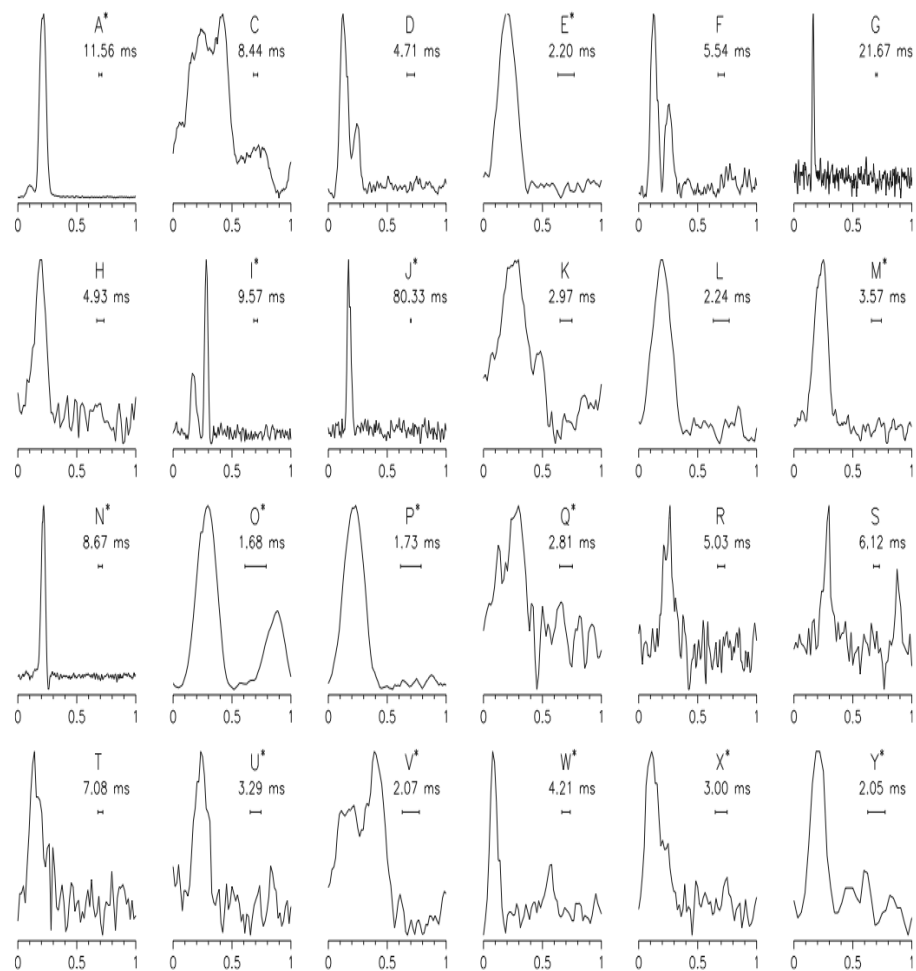 A* C D E* F G
11.56 ms 8.44 ms 4.71 ms 2.20 ms 5.54 ms 21.67 ms
0 0.5 1 0 0.5 1 0 0.5 1 0 0.5 1 0 0.5 1 0 0.5 1
H I* J* K L M*
4.93 ms 9.57 ms 80.33 ms 2.97 ms 2.24 ms 3.57 ms
0 0.5 1 0 0.5 1 0 0.5 1 0 0.5 1 0 0.5 1 0 0.5 1
N* O* P* Q* R S
8.67 ms 1.68 ms 1.73 ms 2.81 ms 5.03 ms 6.12 ms
0 0.5 1 0 0.5 1 0 0.5 1 0 0.5 1 0 0.5 1 0 0.5 1
T U* V* W* X* Y*
7.08 ms 3.29 ms 2.07 ms 4.21 ms 3.00 ms 2.05 ms
0 0.5 1 0 0.5 1 0 0.5 1 0 0.5 1 0 0.5 1 0 0.5 1